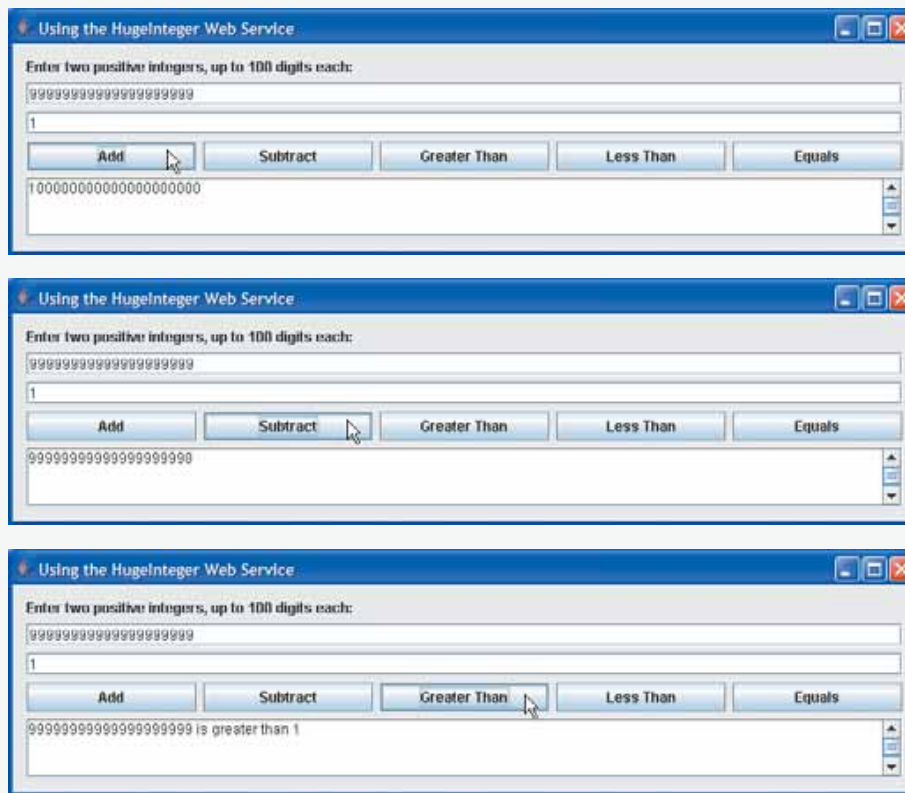 Using the HugeInteger Web Service
Enter two positive integers, up to 100 digits each:
99999999999999999999
1
Add Subtract Greater Than Less Than Equals
100000000000000000000
Using the HugeInteger Web Service
Enter two positive integers, up to 100 digits each:
99999999999999999999
1
Add Subtract Greater Than Less Than Equals
99999999999999999998
Using the HugeInteger Web Service
Enter two positive integers, up to 100 digits each:
99999999999999999999
1
Add Subtract Greater Than Less Than Equals
99999999999999999999 is greater than 1